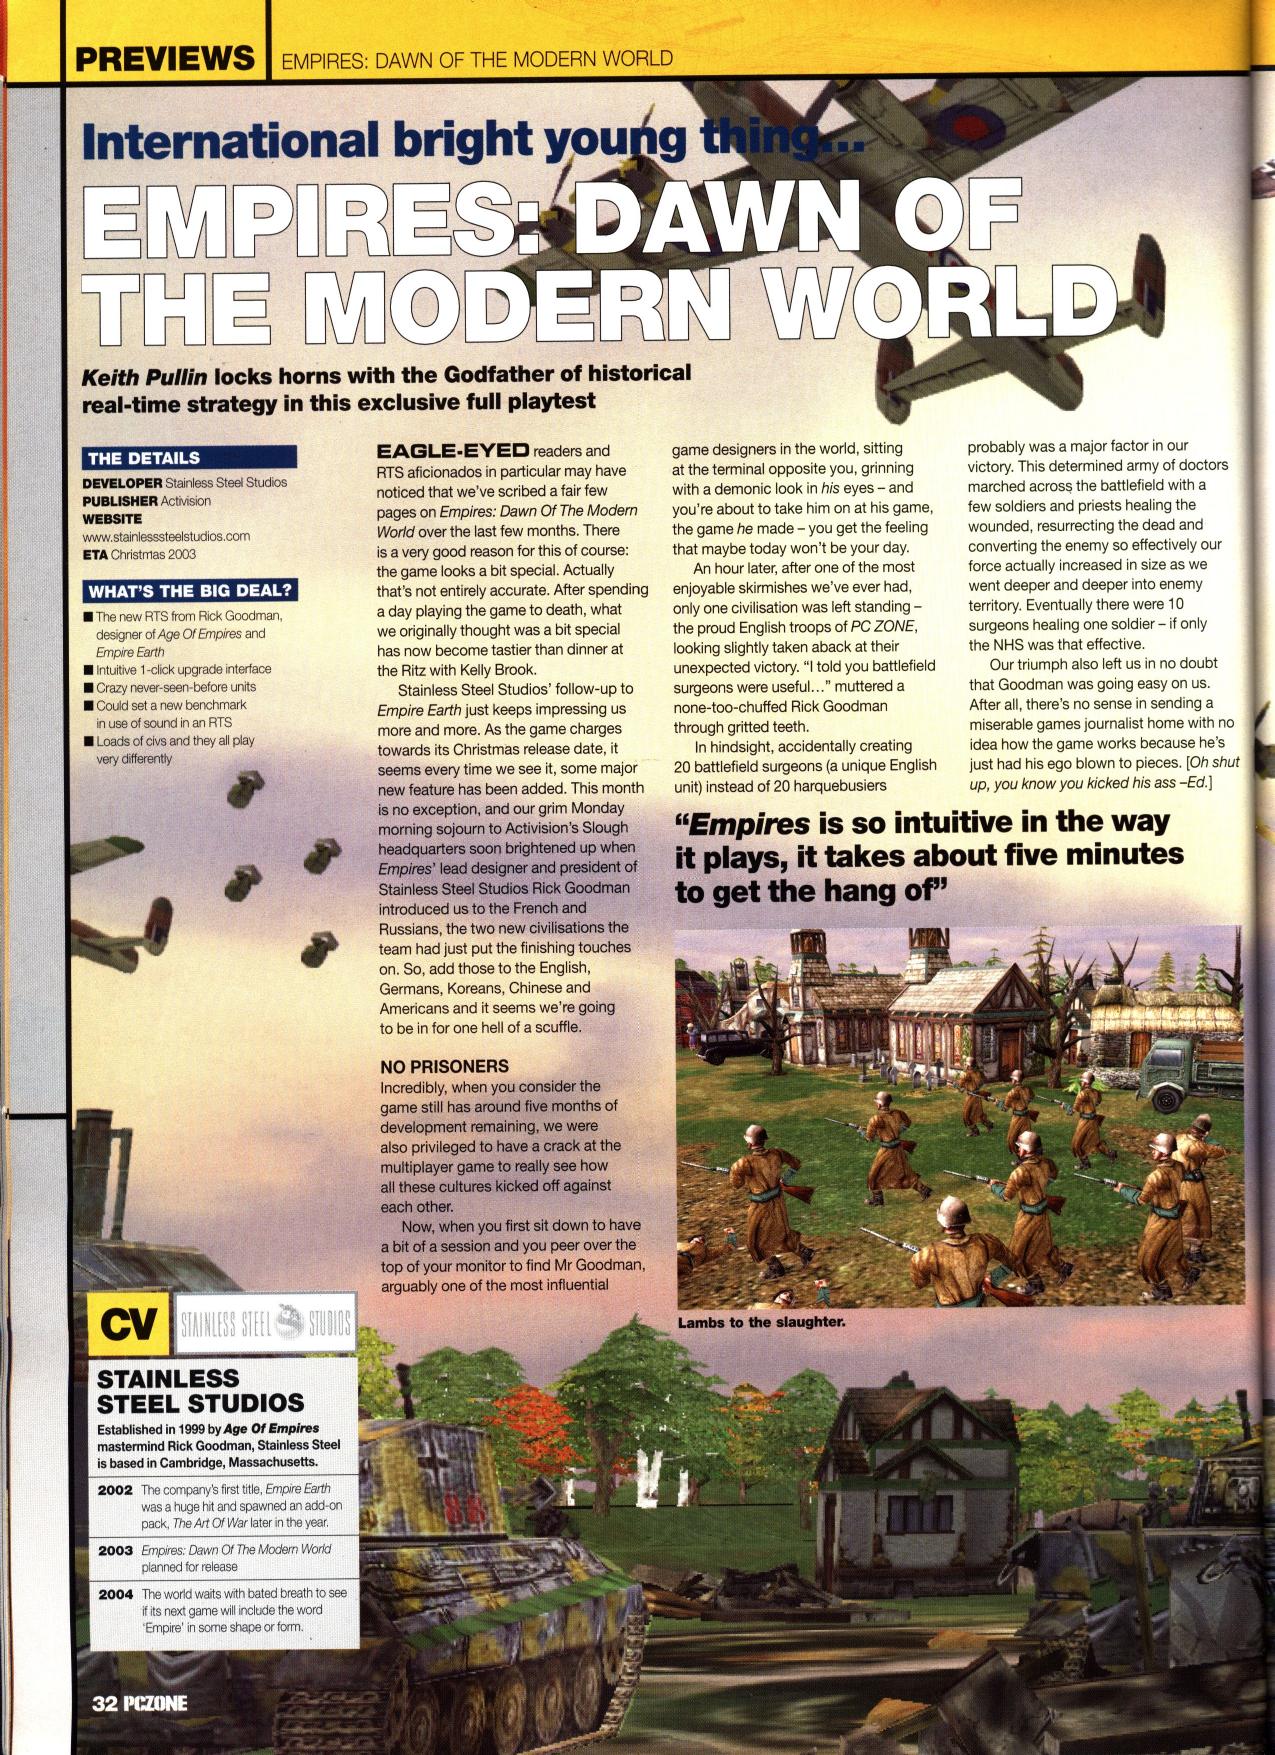 PREVIEWS
EMPIRES: DAWN OF THE MODERN WORLD
International bright young thing...
EMPIRES: DAWN OF
THE MODERN WORLD
Keith Pullin locks horns with the Godfather of historical
real-time strategy in this exclusive full playtest
THE DETAILS
DEVELOPER Stainless Steel Studios
PUBLISHER Activision
WEBSITE
www.stainlesssteelstudios.com
ETA Christmas 2003
WHAT'S THE BIG DEAL?
■ The new RTS from Rick Goodman,
designer of Age Of Empires and
Empire Earth
■ Intuitive 1-click upgrade interface
■ Crazy never-seen-before units
■ Could set a new benchmark
in use of sound in an RTS
■ Loads of civs and they all play
very differently
EAGLE-EYED readers and
RTS aficionados in particular may have
noticed that we've scribed a fair few
pages on Empires: Dawn Of The Modern
World over the last few months. There
is a very good reason for this of course:
the game looks a bit special. Actually
that's not entirely accurate. After spending
a day playing the game to death, what
we originally thought was a bit special
has now become tastier than dinner at
the Ritz with Kelly Brook.
Stainless Steel Studios' follow-up to
Empire Earth just keeps impressing us
more and more. As the game charges
towards its Christmas release date, it
seems every time we see it, some major
new feature has been added. This month
is no exception, and our grim Monday
morning sojourn to Activision's Slough
headquarters soon brightened up when
Empires' lead designer and president of
Stainless Steel Studios Rick Goodman
introduced us to the French and
Russians, the two new civilisations the
team had just put the finishing touches
on. So, add those to the English,
Germans, Koreans, Chinese and
Americans and it seems we're going
to be in for one hell of a scuffle.
NO PRISONERS
Incredibly, when you consider the
game still has around five months of
development remaining, we were
also privileged to have a crack at the
multiplayer game to really see how
all these cultures kicked off against
each other.
Now, when you first sit down to have
a bit of a session and you peer over the
top of your monitor to find Mr Goodman,
arguably one of the most influential
game designers in the world, sitting
at the terminal opposite you, grinning
with a demonic look in his eyes – and
you're about to take him on at his game,
the game he made – you get the feeling
that maybe today won't be your day.
An hour later, after one of the most
enjoyable skirmishes we've ever had,
only one civilisation was left standing –
the proud English troops of PC ZONE,
looking slightly taken aback at their
unexpected victory. "I told you battlefield
surgeons were useful..." muttered a
none-too-chuffed Rick Goodman
through gritted teeth.
In hindsight, accidentally creating
20 battlefield surgeons (a unique English
unit) instead of 20 harquebusiers
probably was a major factor in our
victory. This determined army of doctors
marched across the battlefield with a
few soldiers and priests healing the
wounded, resurrecting the dead and
converting the enemy so effectively our
force actually increased in size as we
went deeper and deeper into enemy
territory. Eventually there were 10
surgeons healing one soldier – if only
the NHS was that effective.
Our triumph also left us in no doubt
that Goodman was going easy on us.
After all, there's no sense in sending a
miserable games journalist home with no
idea how the game works because he's
just had his ego blown to pieces. [Oh shut
up, you know you kicked his ass –Ed.]
"Empires is so intuitive in the way
it plays, it takes about five minutes
to get the hang of"
Lambs to the slaughter.
CV
STAINLESS STEEL STUDIOS
STAINLESS
STEEL STUDIOS
Established in 1999 by Age Of Empires
mastermind Rick Goodman, Stainless Steel
is based in Cambridge, Massachusetts.
2002 The company's first title, Empire Earth
was a huge hit and spawned an add-on
pack, The Art Of War later in the year.
2003 Empires: Dawn Of The Modern World
planned for release
2004 The world waits with bated breath to see
if its next game will include the word
'Empire' in some shape or form.
88
32 PCZONE